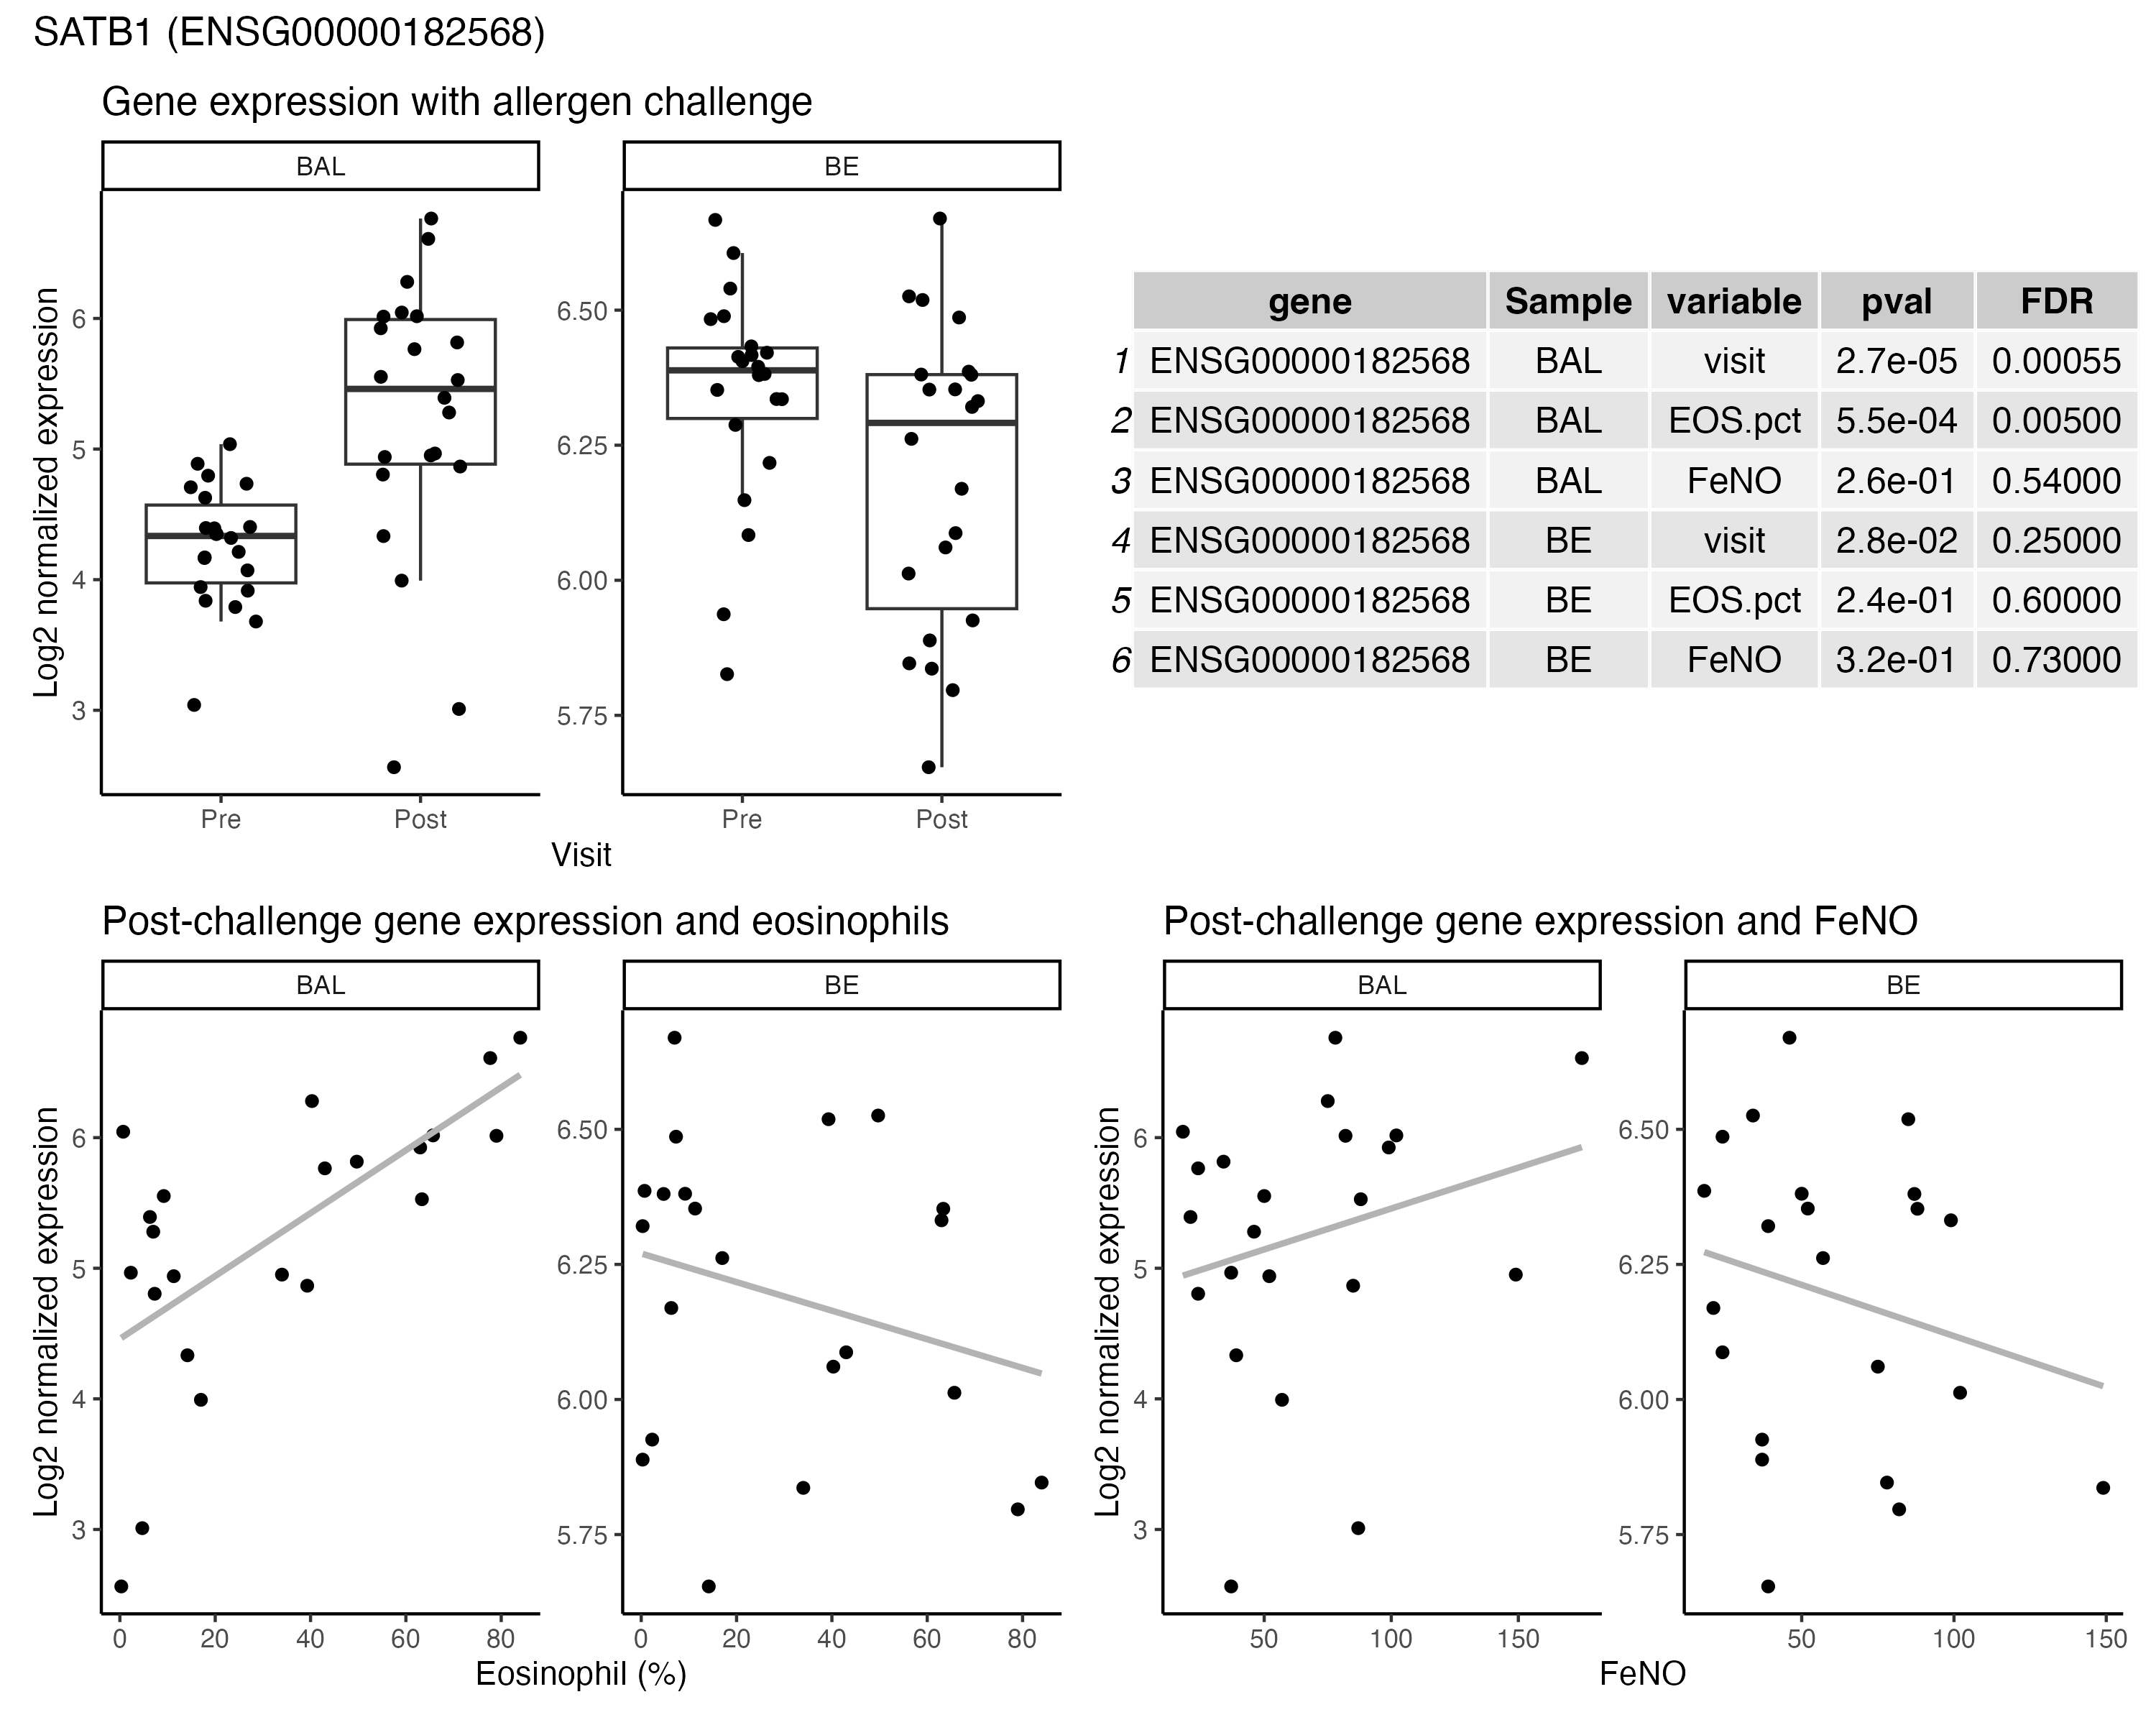 SATB1 (ENSG00000182568)
Gene expression with allergen challenge
BAL BE
Log2 normalized expression
6
5
4
3
6.50
6.25
6.00
5.75
Pre Post Pre Post
Visit
gene Sample variable pval FDR
1 ENSG00000182568 BAL visit 2.7e-05 0.00055
2 ENSG00000182568 BAL EOS.pct 5.5e-04 0.00500
3 ENSG00000182568 BAL FeNO 2.6e-01 0.54000
4 ENSG00000182568 BE visit 2.8e-02 0.25000
5 ENSG00000182568 BE EOS.pct 2.4e-01 0.60000
6 ENSG00000182568 BE FeNO 3.2e-01 0.73000
Post-challenge gene expression and eosinophils
BAL BE
Log2 normalized expression
6
5
4
3
6.50
6.25
6.00
5.75
0 20 40 60 80 0 20 40 60 80
Eosinophil (%)
Post-challenge gene expression and FeNO
BAL BE
Log2 normalized expression
6
5
4
3
6.50
6.25
6.00
5.75
50 100 150 50 100 150
FeNO